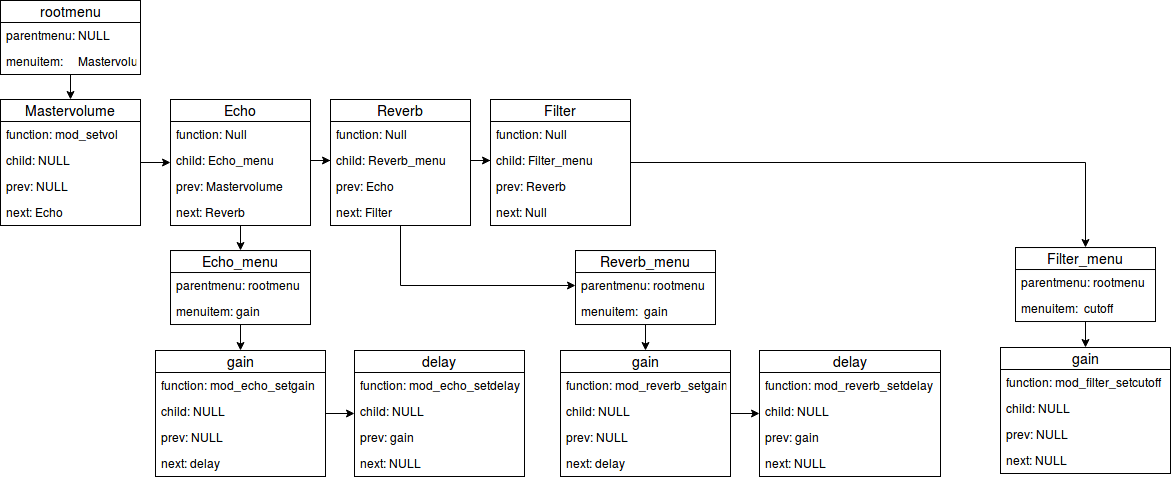 rootmenu
parentmenu: NULL
menuitem: Mastervolu
Mastervolume
function: mod_setvol
child: NULL
prev: NULL
next: Echo
Echo
function: Null
child: Echo_menu
prev: Mastervolume
next: Reverb
Reverb
function: Null
child: Reverb_menu
prev: Echo
next: Filter
Filter
function: Null
child: Filter_menu
prev: Reverb
next: Null
Echo_menu
parentmenu: rootmenu
menuitem: gain
Reverb_menu
parentmenu: rootmenu
menuitem: gain
Filter_menu
parentmenu: rootmenu
menuitem: cutoff
gain
function: mod_echo_setgain
child: NULL
prev: NULL
next: delay
delay
function: mod_echo_setdelay
child: NULL
prev: gain
next: NULL
gain
function: mod_reverb_setgain
child: NULL
prev: NULL
next: delay
delay
function: mod_reverb_setdelay
child: NULL
prev: gain
next: NULL
gain
function: mod_filter_setcutoff
child: NULL
prev: NULL
next: NULL